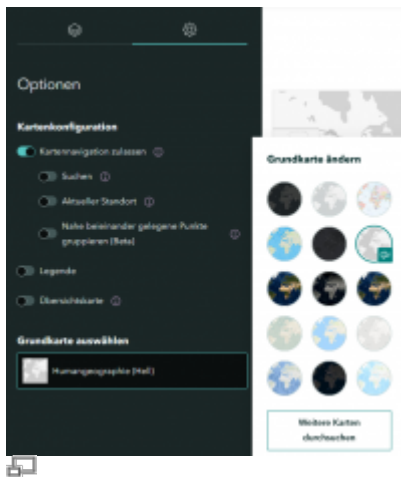 Optionen
Kartenkonfiguration
Kartennavigation zulassen
Suchen
Aktueller Standort
Nahe beieinander gelegene Punkte
gruppieren (Beta)
Legende
Übersichtskarte
Grundkarte auswählen
Humangeographie (Hell)
Grundkarte ändern
Weitere Karten
durchsuchen